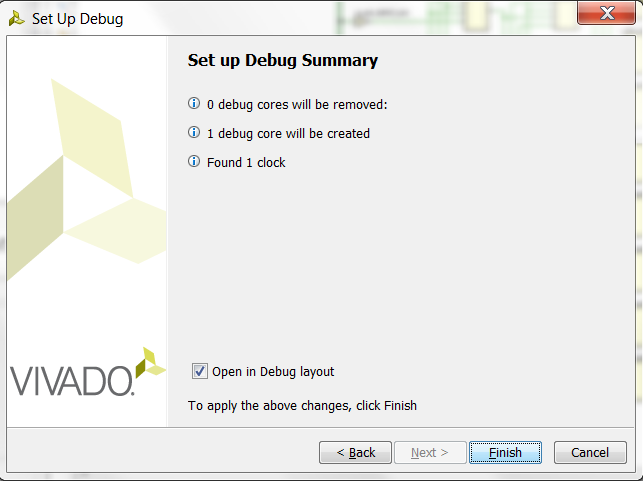 Set Up Debug
Set up Debug Summary
0 debug cores will be removed:
1 debug core will be created
Found 1 clock
VIVADO.
Open in Debug layout
To apply the above changes, click Finish
< Back
Next >
Finish
Cancel